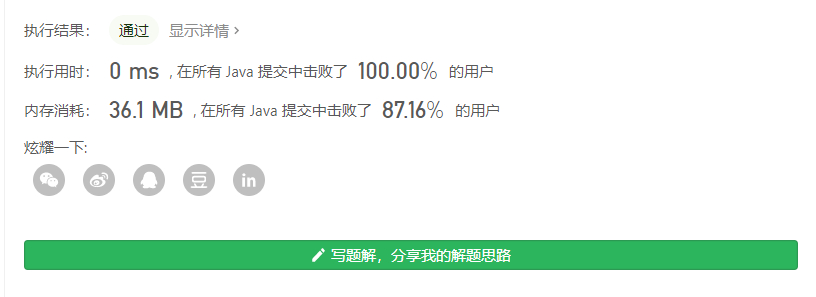 执行结果： 通过 显示详情 ›
执行用时： 0 ms , 在所有 Java 提交中击败了 100.00% 的用户
内存消耗： 36.1 MB , 在所有 Java 提交中击败了 87.16% 的用户
炫耀一下:
豆 in
写题解，分享我的解题思路